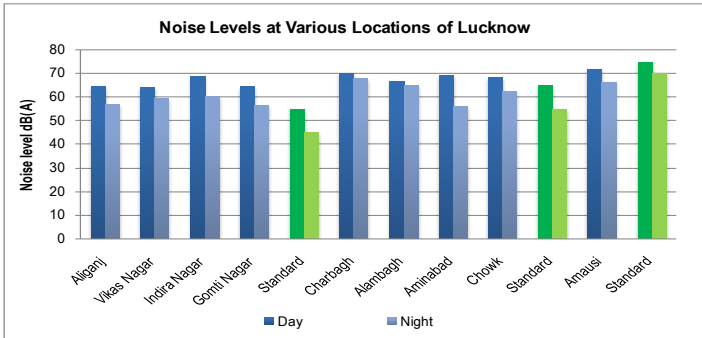 Noise Levels at Various Locations of Lucknow
Noise level dB(A)
80
70
60
50
40
30
20
10
0
Aliganj
Vikas Nagar
Indira Nagar
Gomti Nagar
Standard
Charbagh
Alambagh
Aminabad
Chowk
Standard
Amausi
Standard
Day
Night